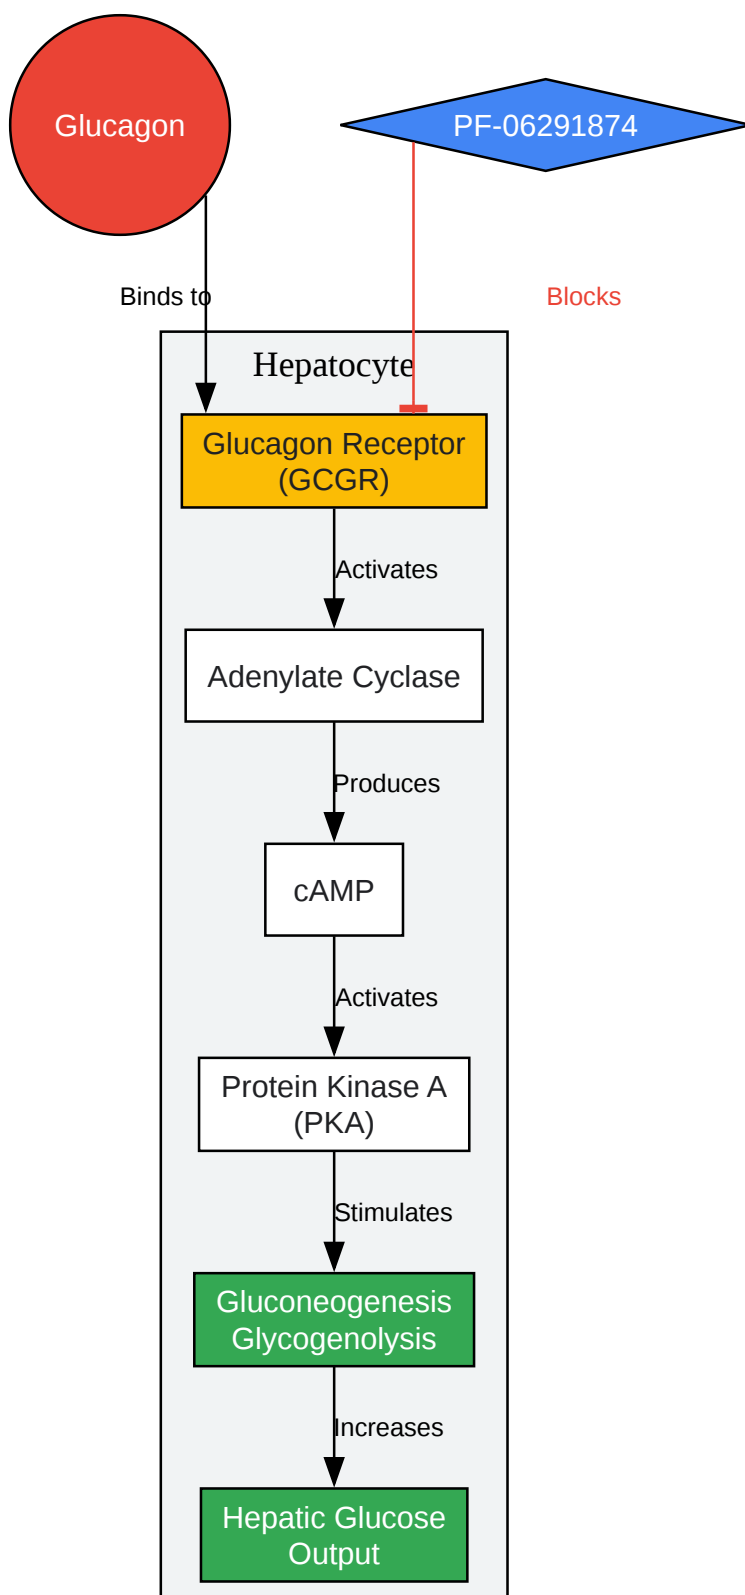 Glucagon
PF-06291874
Binds to
Blocks
Hepatocyte
Glucagon Receptor
(GCGR)
Activates
Adenylate Cyclase
Produces
cAMP
Activates
Protein Kinase A
(PKA)
Stimulates
Gluconeogenesis
Glycogenolysis
Increases
Hepatic Glucose
Output